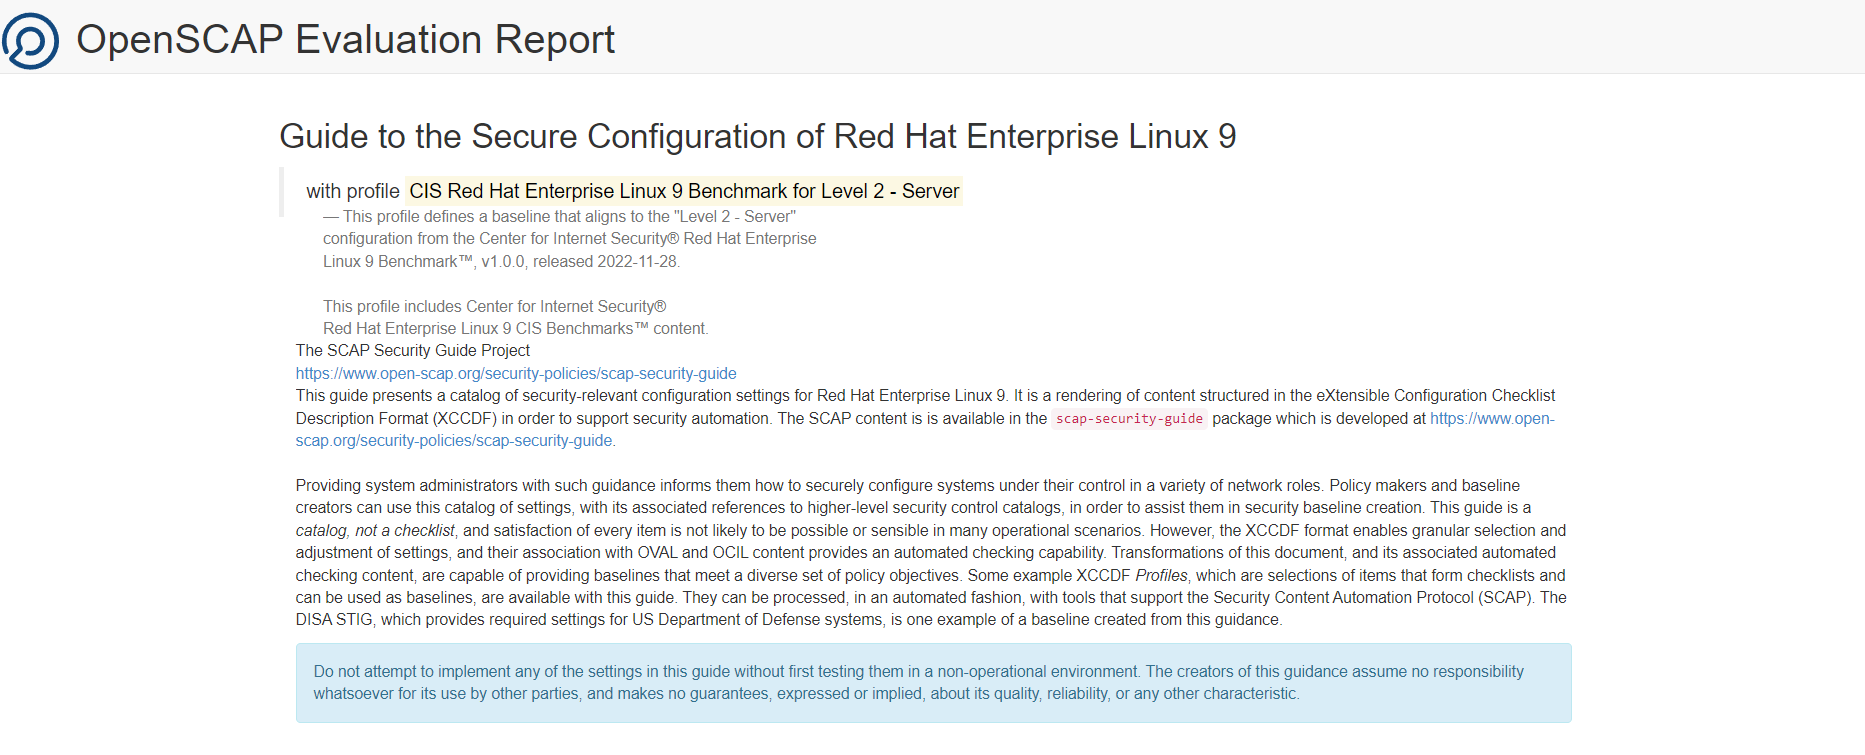 OpenSCAP Evaluation Report
Guide to the Secure Configuration of Red Hat Enterprise Linux 9
with profile CIS Red Hat Enterprise Linux 9 Benchmark for Level 2 - Server
— This profile defines a baseline that aligns to the "Level 2 - Server"
configuration from the Center for Internet Security® Red Hat Enterprise
Linux 9 Benchmark™, v1.0.0, released 2022-11-28.
This profile includes Center for Internet Security®
Red Hat Enterprise Linux 9 CIS Benchmarks™ content.
The SCAP Security Guide Project
https://www.open-scap.org/security-policies/scap-security-guide
This guide presents a catalog of security-relevant configuration settings for Red Hat Enterprise Linux 9. It is a rendering of content structured in the eXtensible Configuration Checklist
Description Format (XCCDF) in order to support security automation. The SCAP content is is available in the scap-security-guide package which is developed at https://www.open-
scap.org/security-policies/scap-security-guide.
Providing system administrators with such guidance informs them how to securely configure systems under their control in a variety of network roles. Policy makers and baseline
creators can use this catalog of settings, with its associated references to higher-level security control catalogs, in order to assist them in security baseline creation. This guide is a
catalog, not a checklist, and satisfaction of every item is not likely to be possible or sensible in many operational scenarios. However, the XCCDF format enables granular selection and
adjustment of settings, and their association with OVAL and OCIL content provides an automated checking capability. Transformations of this document, and its associated automated
checking content, are capable of providing baselines that meet a diverse set of policy objectives. Some example XCCDF Profiles, which are selections of items that form checklists and
can be used as baselines, are available with this guide. They can be processed, in an automated fashion, with tools that support the Security Content Automation Protocol (SCAP). The
DISA STIG, which provides required settings for US Department of Defense systems, is one example of a baseline created from this guidance.
Do not attempt to implement any of the settings in this guide without first testing them in a non-operational environment. The creators of this guidance assume no responsibility
whatsoever for its use by other parties, and makes no guarantees, expressed or implied, about its quality, reliability, or any other characteristic.